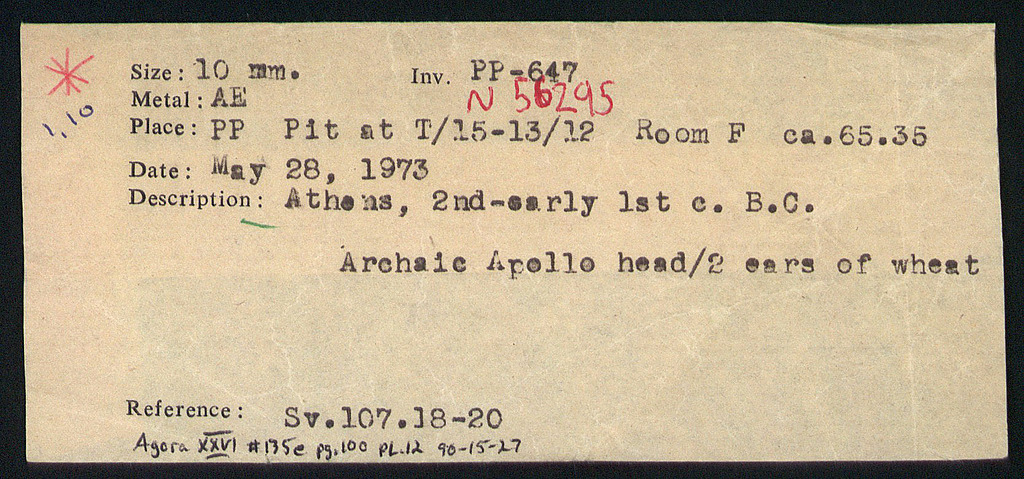 *
1,10
Size: 10 mm. Inv. PP-647
N 56295
Metal: AE
Place: PP Pit at T/15-13/12 Room F ca.65.35
Date: May 28, 1973
Description: Athens, 2nd-early 1st c. B.C.
Archaic Apollo head/2 ears of wheat
Reference: Sv.107.18-20
Agora XXVI #135e pg.100 PL.12 90-15-27